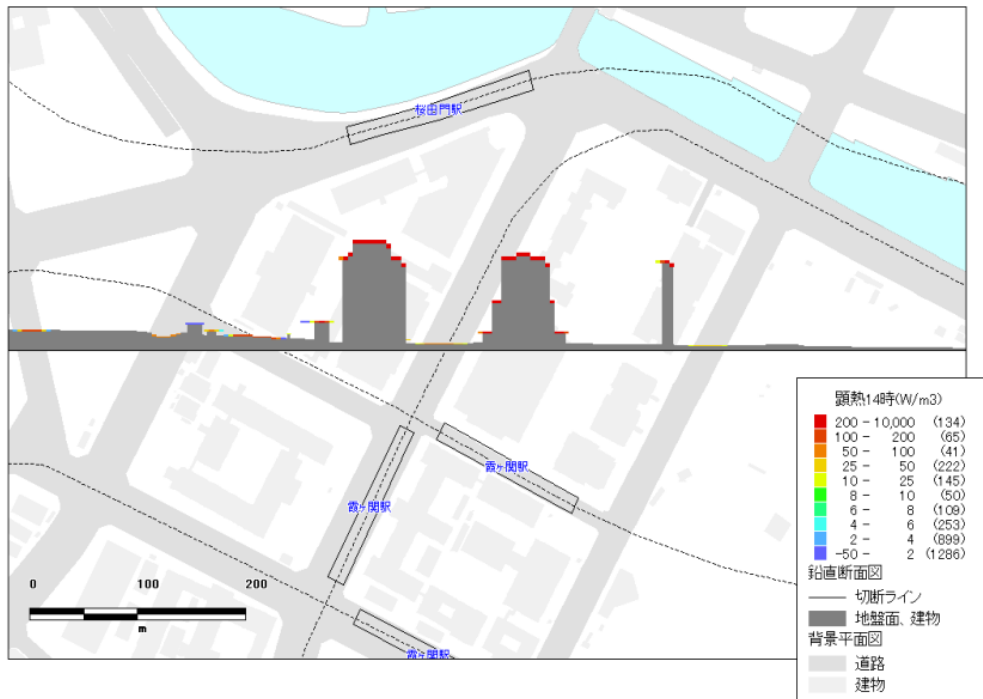 桜田門駅
霞ヶ関駅
霞ヶ関駅
霞ヶ関駅
0 100 200
m
顕熱14時(W/m3)
200 - 10,000 (134)
100 - 200 (65)
50 - 100 (41)
25 - 50 (222)
10 - 25 (145)
8 - 10 (50)
6 - 8 (109)
4 - 6 (253)
2 - 4 (899)
-50 - 2 (1286)
鉛直断面図
切断ライン
地盤面、建物
背景平面図
道路
建物